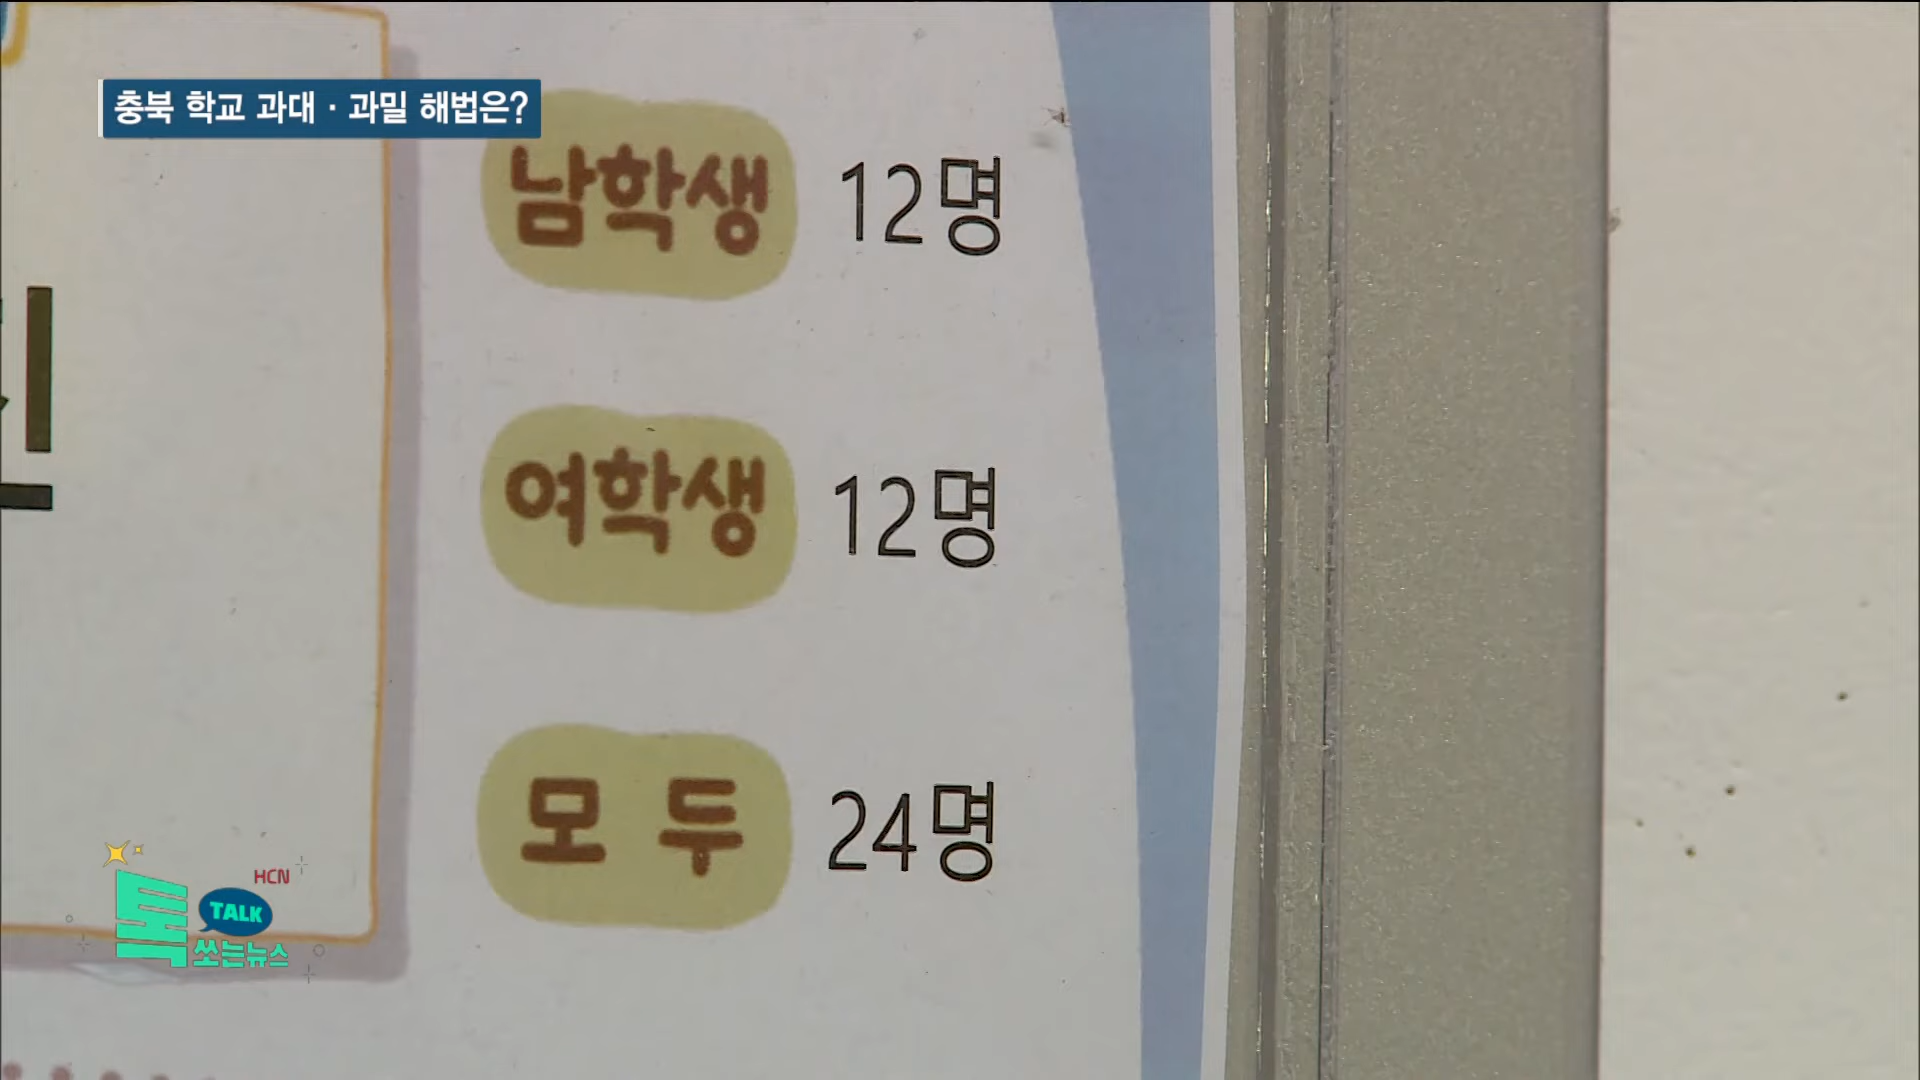 충북 학교 과대·과밀 해법은?
남학생 12명
여학생 12명
모두 24명
HCN
톡 TALK
쏘는뉴스